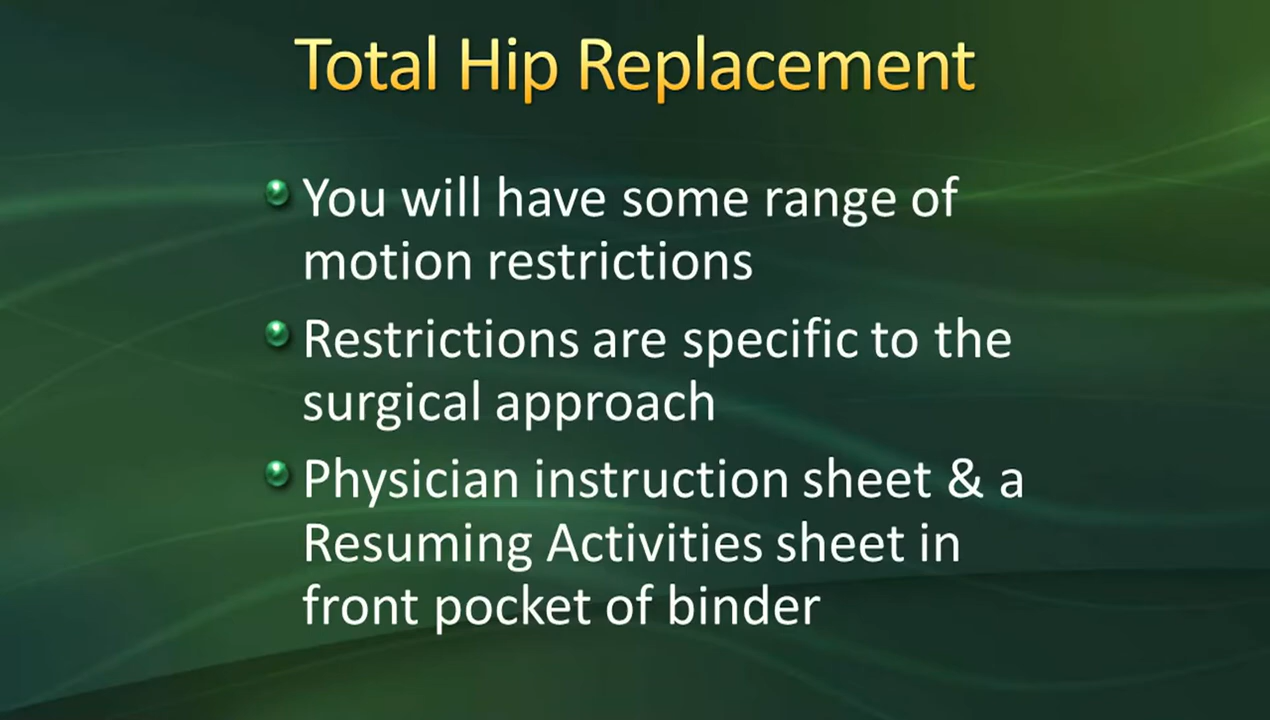 Total Hip Replacement
You will have some range of
motion restrictions
Restrictions are specific to the
surgical approach
Physician instruction sheet & a
Resuming Activities sheet in
front pocket of binder